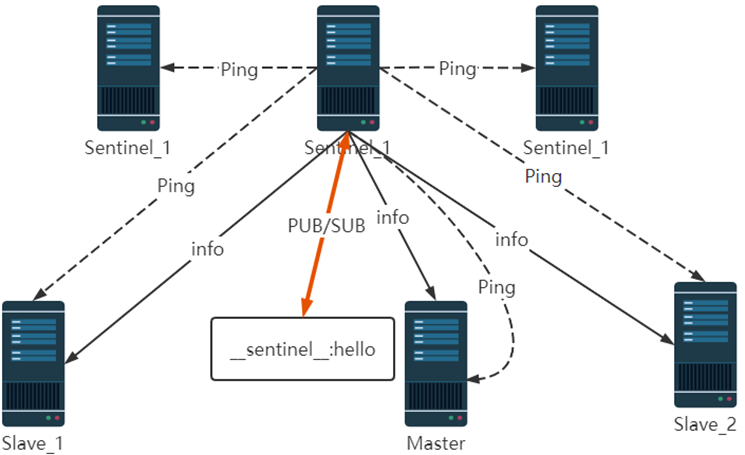 Ping
Ping
Sentinel_1
Sentinel_1
Sentinel_1
Ping
Ping
info
PUB/SUB
info
info
Ping
__sentinel__:hello
Slave_1
Master
Slave_2